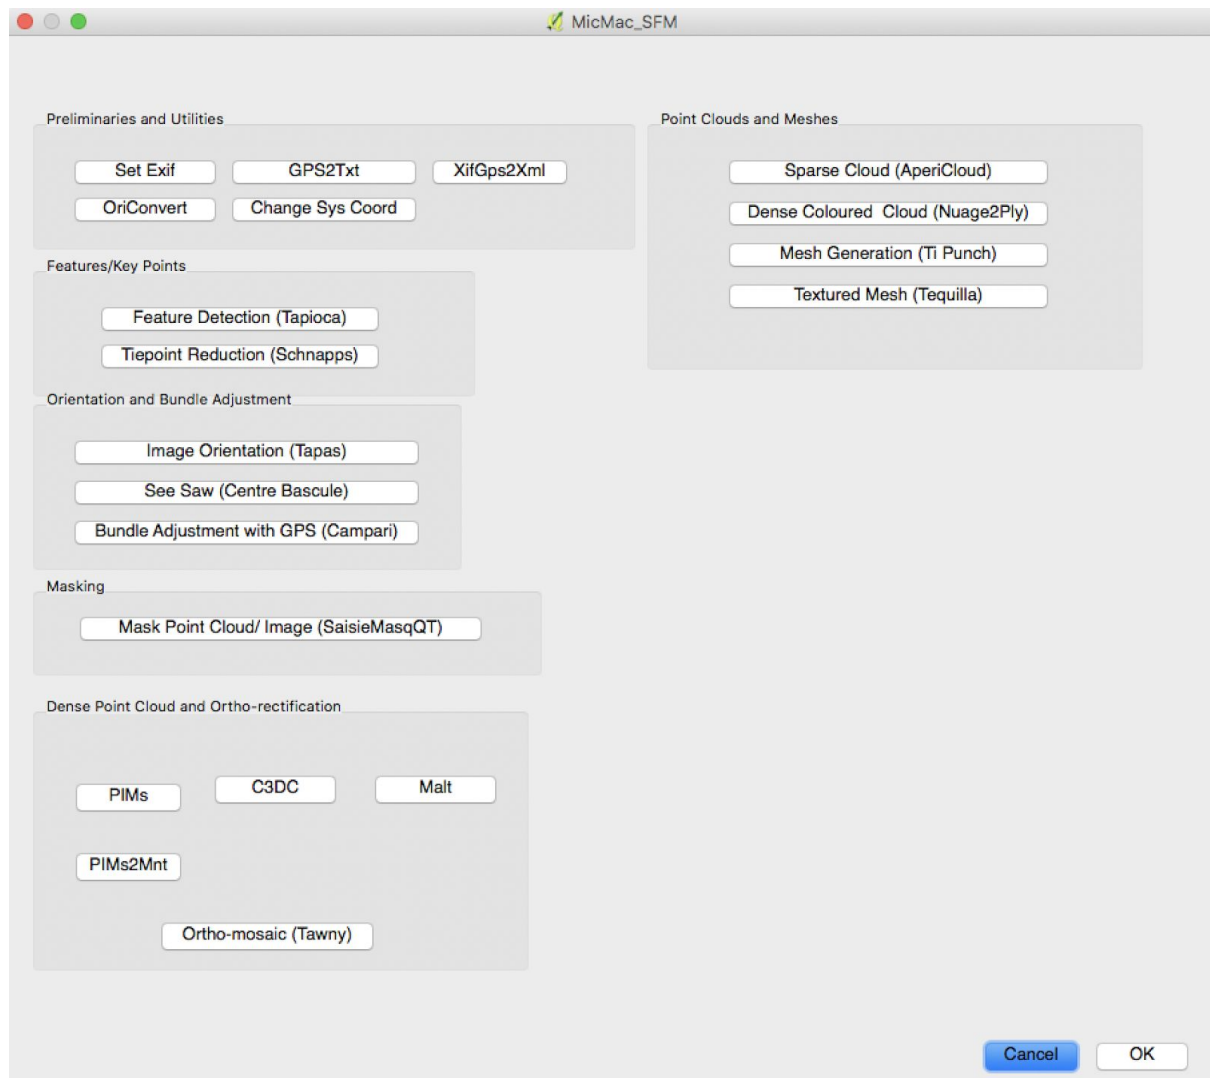 MicMac_SFM
Preliminaries and Utilities
Set Exif
GPS2Txt
XifGps2Xml
OriConvert
Change Sys Coord
Features/Key Points
Feature Detection (Tapioca)
Tiepoint Reduction (Schnapps)
Orientation and Bundle Adjustment
Image Orientation (Tapas)
See Saw (Centre Bascule)
Bundle Adjustment with GPS (Campari)
Masking
Mask Point Cloud/ Image (SaisieMasqQT)
Dense Point Cloud and Ortho-rectification
PIMs
C3DC
Malt
PIMs2Mnt
Ortho-mosaic (Tawny)
Point Clouds and Meshes
Sparse Cloud (AperiCloud)
Dense Coloured  Cloud (Nuage2Ply)
Mesh Generation (Ti Punch)
Textured Mesh (Tequilla)
Cancel
OK